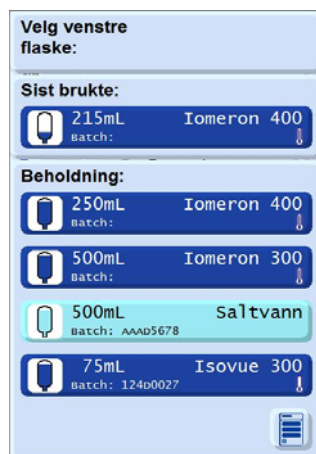 Velg venstre
flaske:
Sist brukte:
215mL Iomeron 400
Batch:
Beholdning:
250mL Iomeron 400
Batch:
500mL Iomeron 300
Batch:
500mL Saltvann
Batch: AAAD5678
75mL Isovue 300
Batch: 124D0027